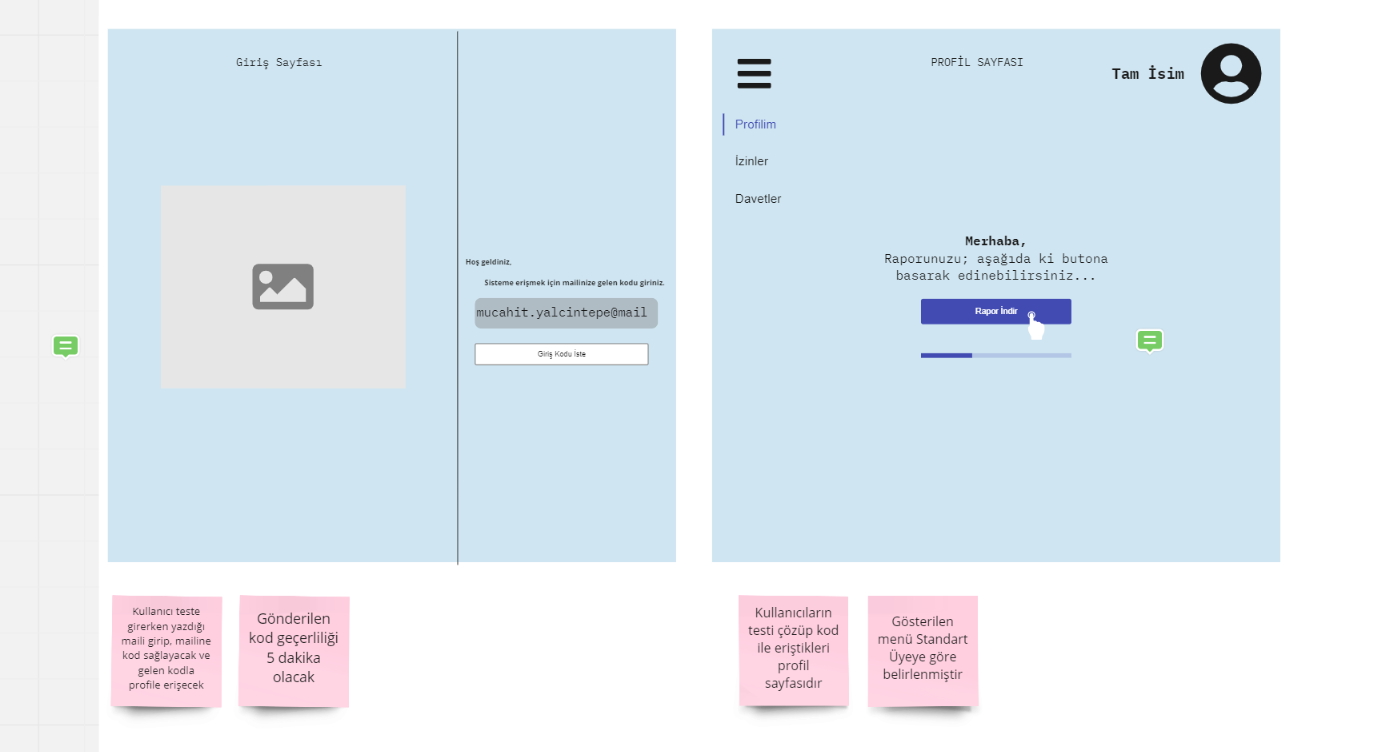 Giriş Sayfası
Hoş geldiniz,
Sisteme erişmek için mailinize gelen kodu giriniz.
mucahit.yalcintepe@mail
Giriş Kodu İste
PROFİL SAYFASI
Tam İsim
Profilim
İzinler
Davetler
Merhaba,
Raporunuzu; aşağıda ki butona
basarak edinebilirsiniz...
Rapor İndir
Kullanıcı teste
girerken yazdığı
maili girip, mailine
kod sağlayacak ve
gelen kodla
profile erişecek
Gönderilen
kod geçerliliği
5 dakika
olacak
Kullanıcıların
testi çözüp kod
ile eriştikleri
profil
sayfasıdır
Gösterilen
menü Standart
Üyeye göre
belirlenmiştir